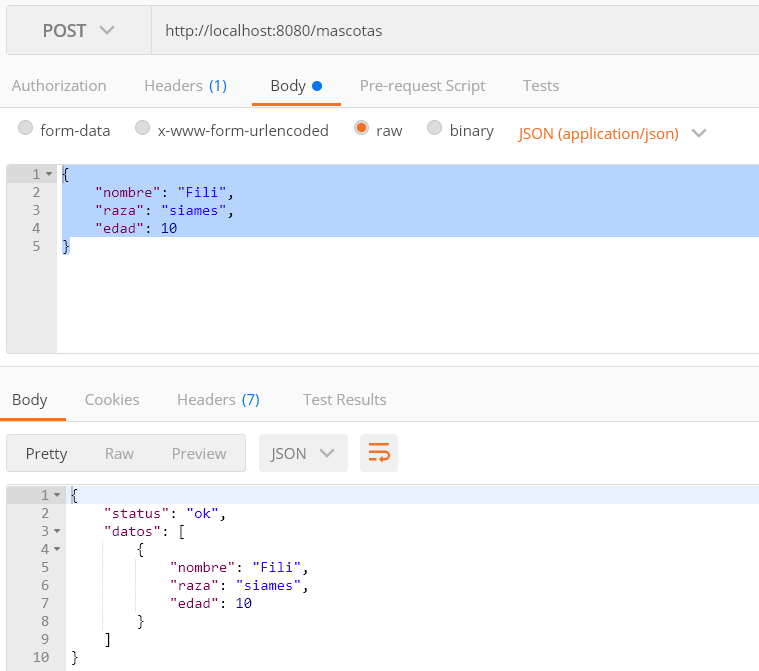 POST http://localhost:8080/mascotas
Authorization Headers (1) Body Pre-request Script Tests
form-data x-www-form-urlencoded raw binary JSON (application/json)
1 {
2 "nombre": "Fili",
3 "raza": "siames",
4 "edad": 10
5 }
Body Cookies Headers (7) Test Results
Pretty Raw Preview JSON
1 {
2 "status": "ok",
3 "datos": [
4 {
5 "nombre": "Fili",
6 "raza": "siames",
7 "edad": 10
8 }
9 ]
10 }